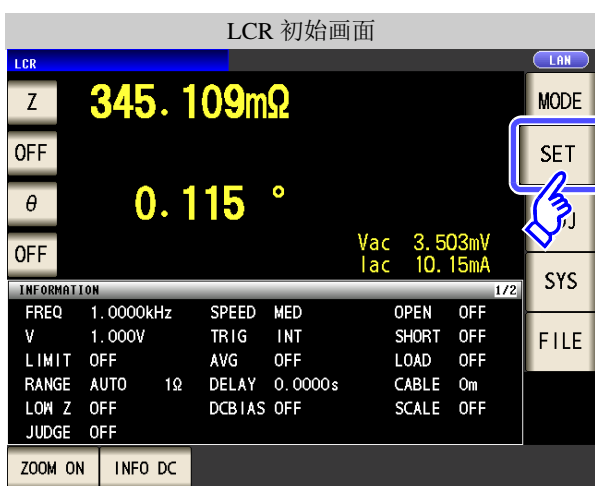 LCR 初始画面
LCR
LAN
Z
345.109mΩ
MODE
OFF
SET
θ
0.115 °
OFF
Vac 3.503mV
Iac 10.15mA
SYS
INFORMATION 1/2
FREQ 1.0000kHz SPEED MED OPEN OFF
V 1.000V TRIG INT SHORT OFF
FILE
LIMIT OFF AVG OFF LOAD OFF
RANGE AUTO 1Ω DELAY 0.0000s CABLE 0m
LOW Z OFF DCBIAS OFF SCALE OFF
JUDGE OFF
ZOOM ON INFO DC